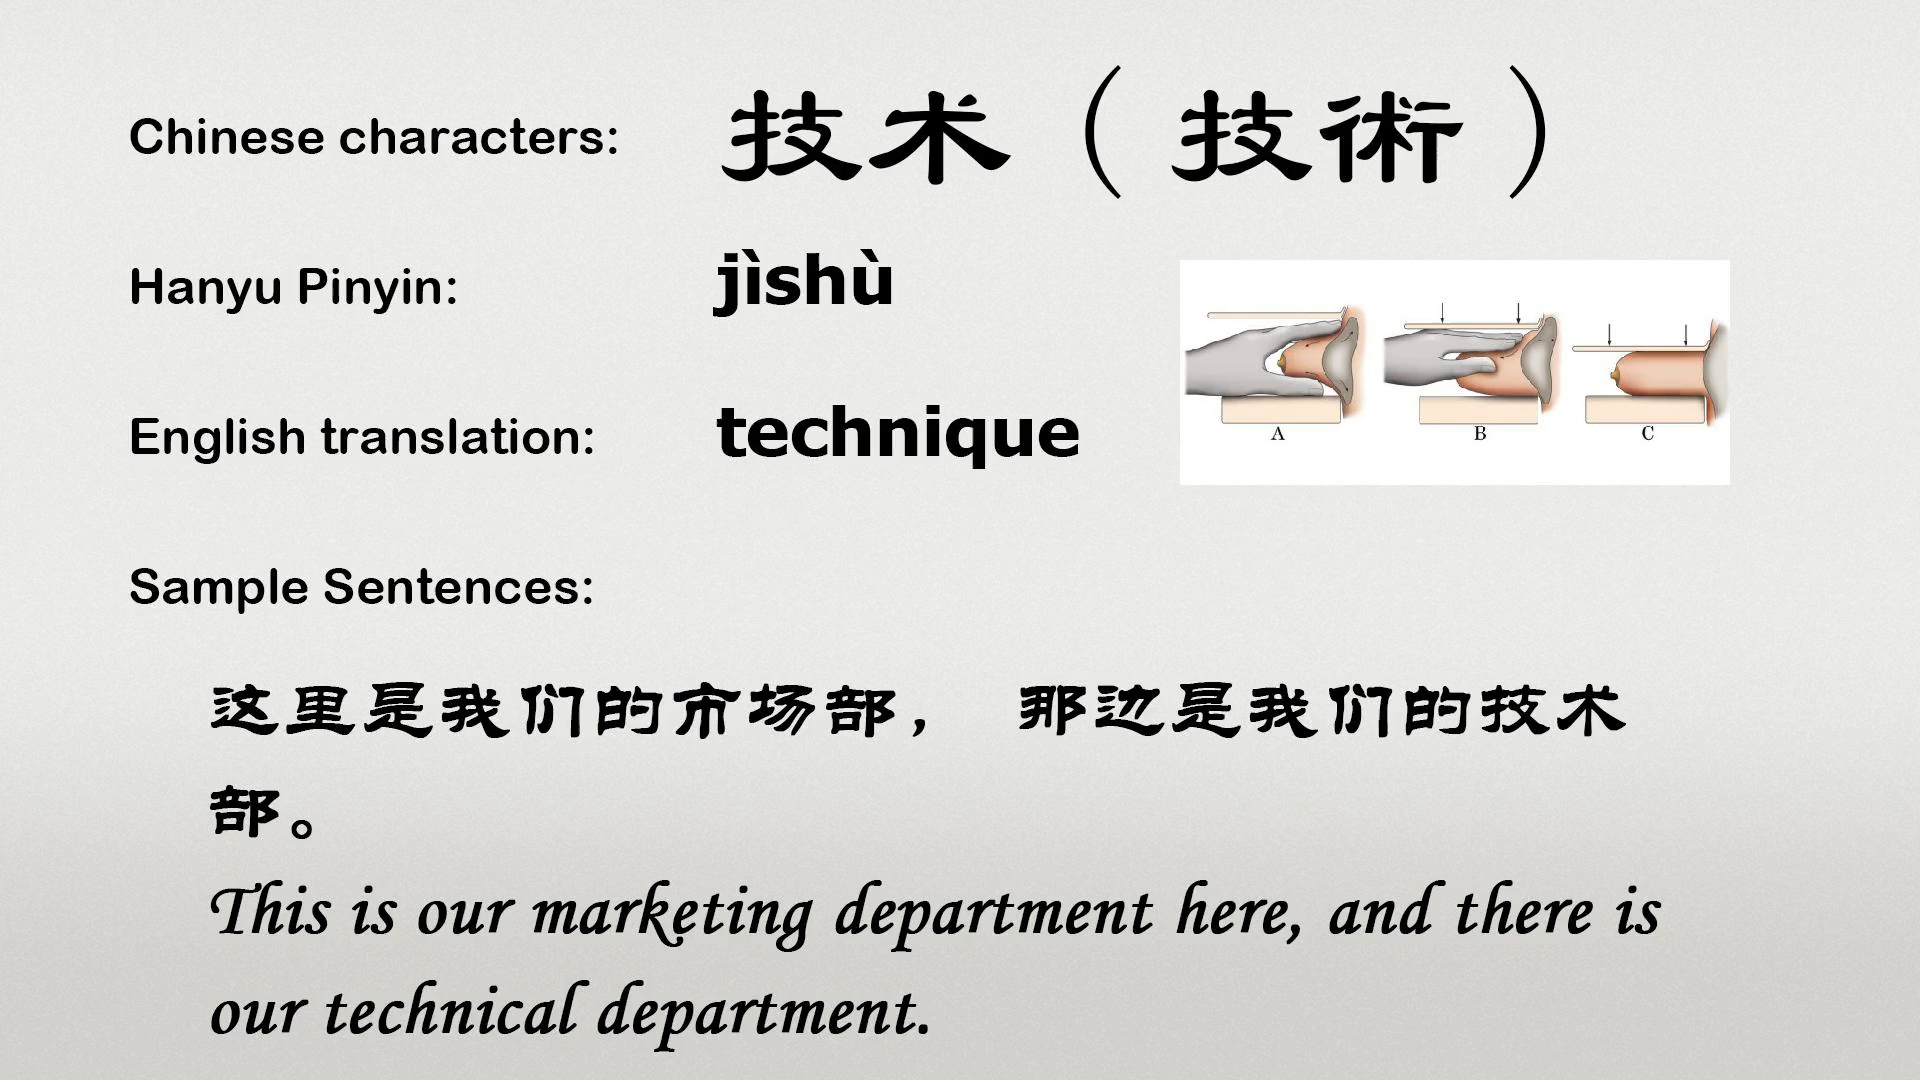 Chinese characters: 技术（技術）
Hanyu Pinyin: jìshù
English translation: technique
A B C
Sample Sentences:
这里是我们的市场部， 那边是我们的技术
部。
This is our marketing department here, and there is
our technical department.